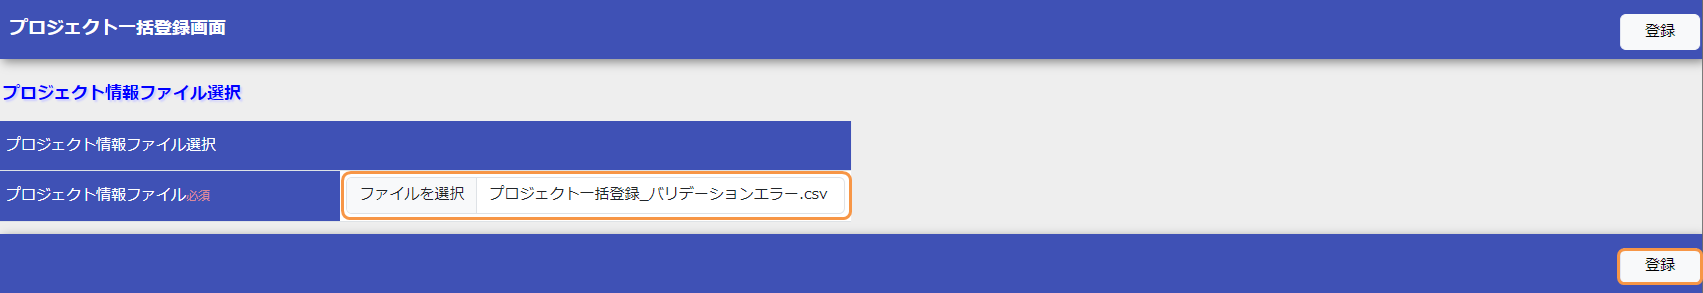 プロジェクト一括登録画面
登録
プロジェクト情報ファイル選択
プロジェクト情報ファイル選択
プロジェクト情報ファイル必須 ファイルを選択 プロジェクト一括登録_バリデーションエラー.csv
登録